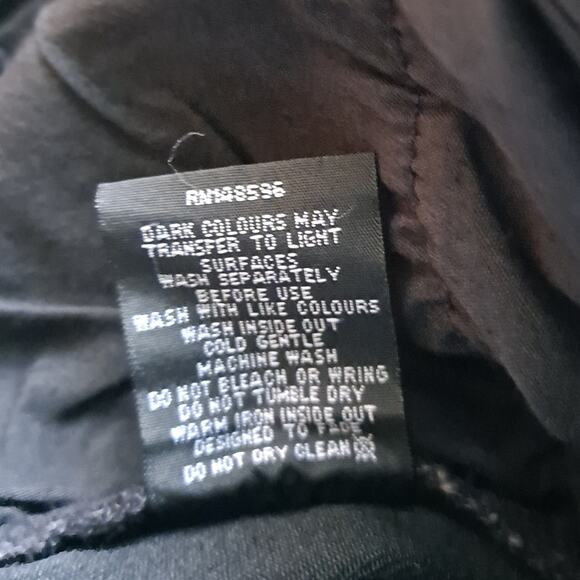 RN148596
DARK COLOURS MAY
TRANSFER TO LIGHT
SURFACES
WASH SEPARATELY
BEFORE USE
WASH WITH LIKE COLOURS
WASH INSIDE OUT
COLD GENTLE
MACHINE WASH
DO NOT BLEACH OR WRING
DO NOT TUMBLE DRY
WARM IRON INSIDE OUT
DESIGNED TO FADE
DO NOT DRY CLEAN